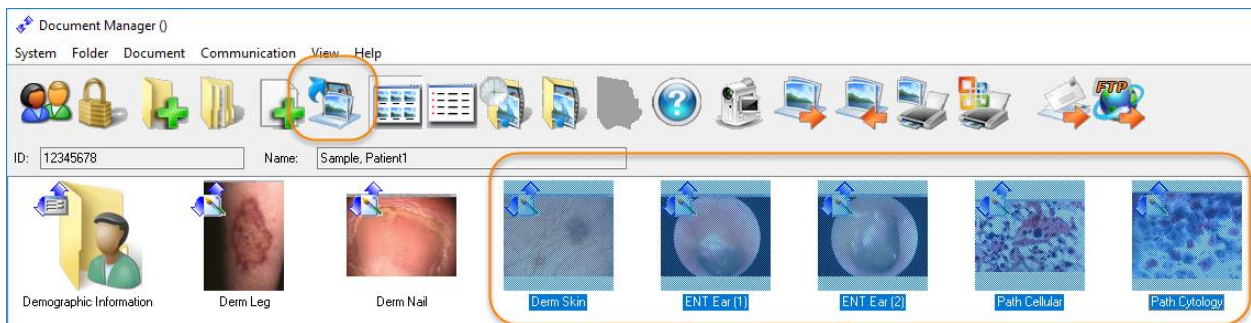 Document Manager ()
System Folder Document Communication View Help
FTP
ID: 12345678 Name: Sample, Patient1
Demographic Information Derm Leg Derm Nail Derm Skin ENT Ear (1) ENT Ear (2) Path Cellular Path Cytology